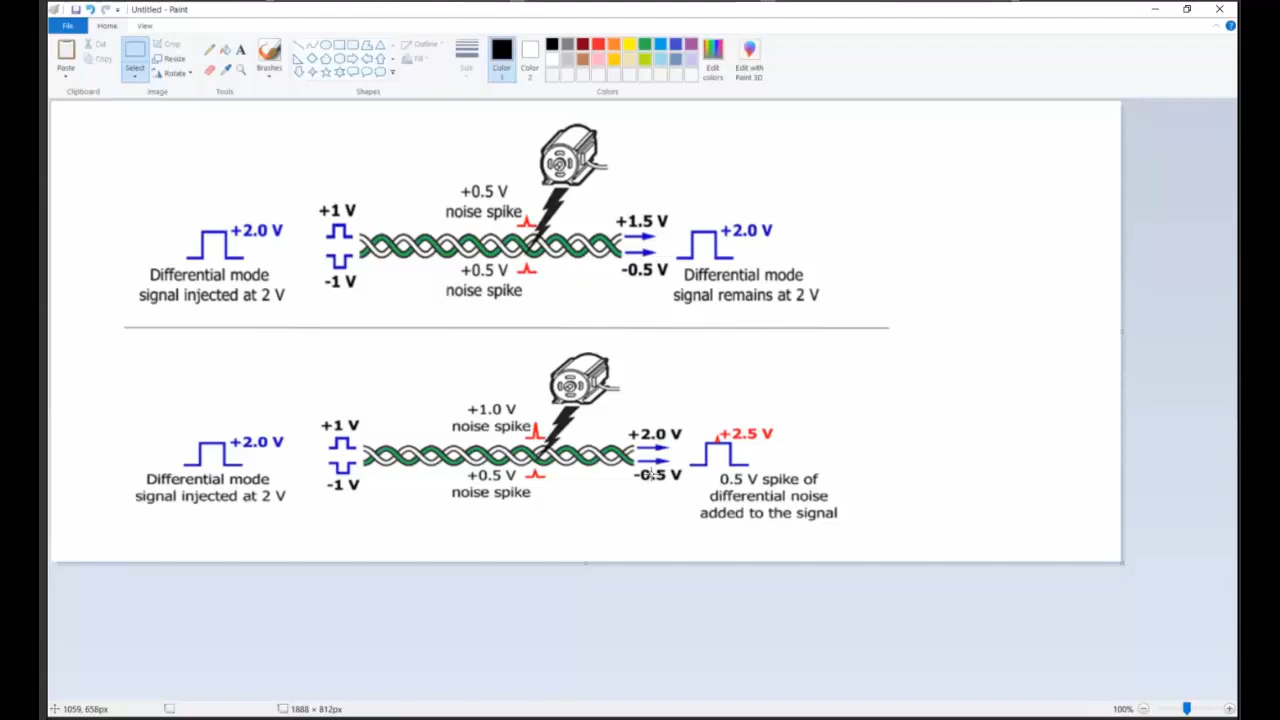 Untitled - Paint
File Home View
Paste
Cut
Copy
Clipboard
Select
Crop
Resize
Rotate
Image
A
Tools
Brushes
Shapes
Outline
Fill
Size
Color 1
Color 2
Edit colors
Edit with Paint 3D
Colors
+2.0 V
Differential mode
signal injected at 2 V
+1 V
-1 V
+0.5 V
noise spike
+0.5 V
noise spike
+1.5 V
-0.5 V
+2.0 V
Differential mode
signal remains at 2 V
+2.0 V
Differential mode
signal injected at 2 V
+1 V
-1 V
+1.0 V
noise spike
+0.5 V
noise spike
+2.0 V
-0.5 V
+2.5 V
0.5 V spike of
differential noise
added to the signal
1059, 658px
1888 × 812px
100%